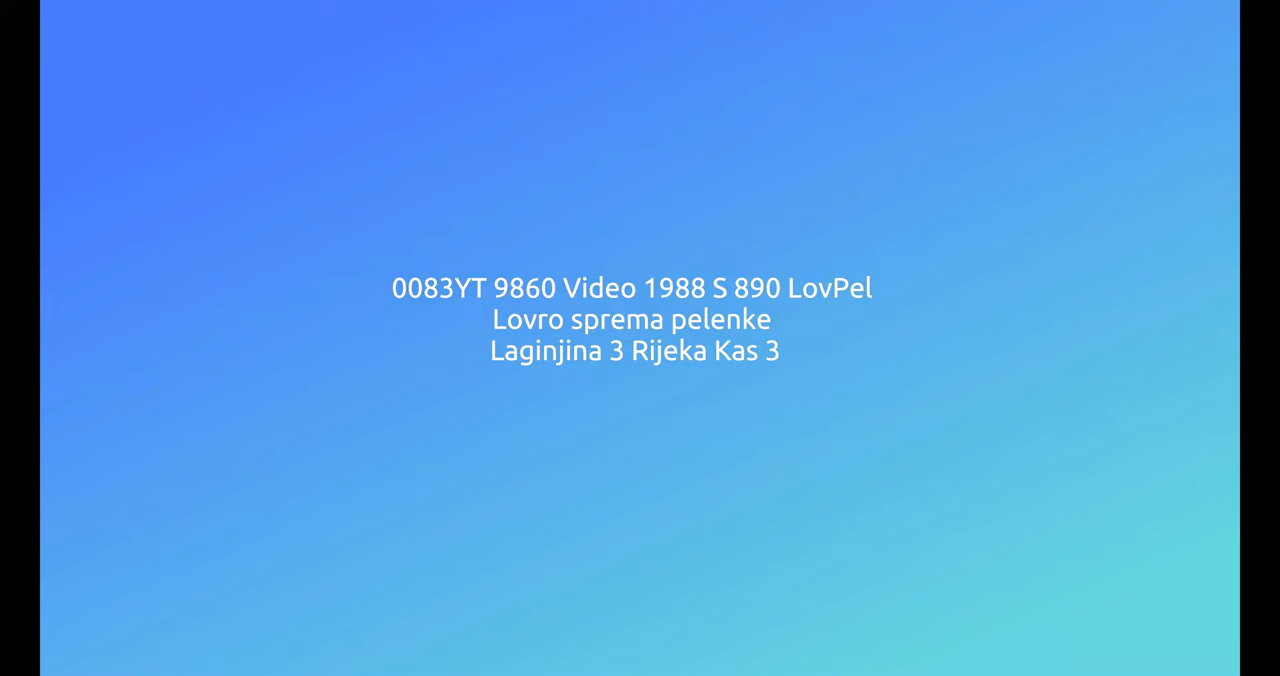 0083YT 9860 Video 1988 S 890 LovPel
Lovro sprema pelenke
Laginjina 3 Rijeka Kas 3